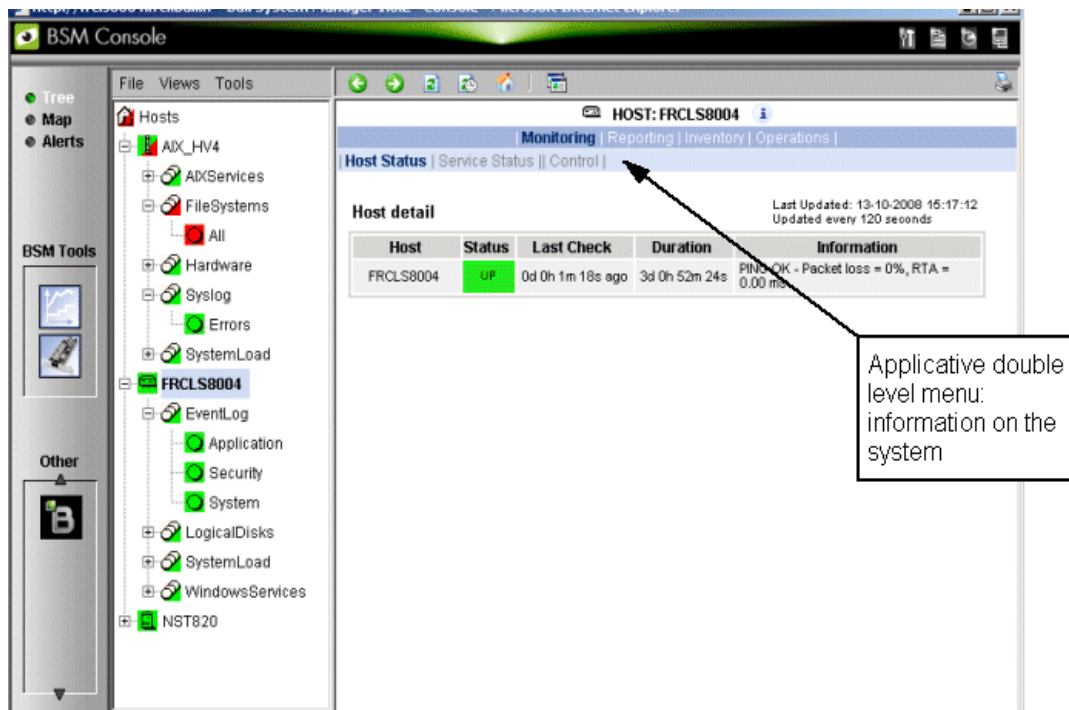 BSM Console
File Views Tools
Tree
Map
Alerts
BSM Tools
Other
B
Hosts
AIX_HV4
AIXServices
FileSystems
All
Hardware
Syslog
Errors
SystemLoad
FRCLS8004
EventLog
Application
Security
System
LogicalDisks
SystemLoad
WindowsServices
NST820
HOST: FRCLS8004 i
| Monitoring | Reporting | Inventory | Operations |
| Host Status | Service Status || Control |
Host detail
Last Updated: 13-10-2008 15:17:12
Updated every 120 seconds
Host Status Last Check Duration Information
FRCLS8004 UP 0d 0h 1m 18s ago 3d 0h 52m 24s PING OK - Packet loss = 0%, RTA =
0.00 ms
Applicative double
level menu:
information on the
system